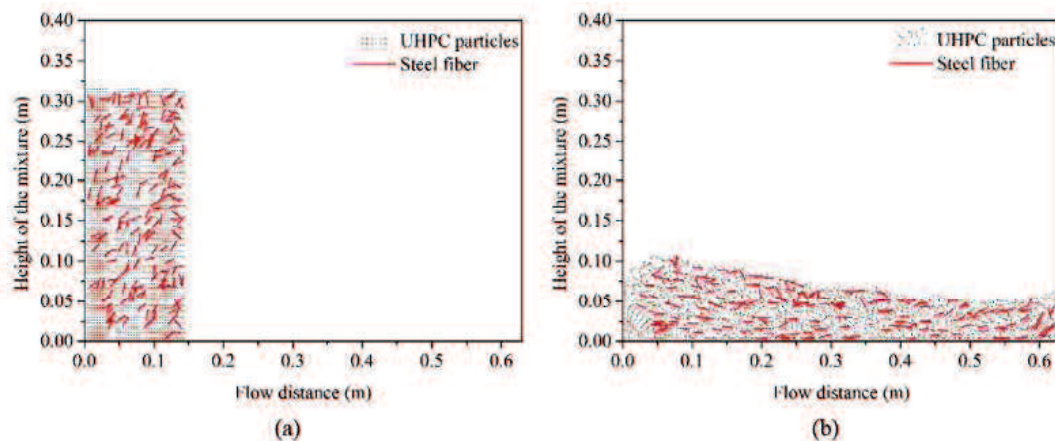 0.40
0.35
0.30
0.25
0.20
0.15
0.10
0.05
0.00
Height of the mixture (m)
UHPC particles
Steel fiber
0.0 0.1 0.2 0.3 0.4 0.5 0.6
Flow distance (m)
(a)
0.40
0.35
0.30
0.25
0.20
0.15
0.10
0.05
0.00
Height of the mixture (m)
UHPC particles
Steel fiber
0.0 0.1 0.2 0.3 0.4 0.5 0.6
Flow distance (m)
(b)